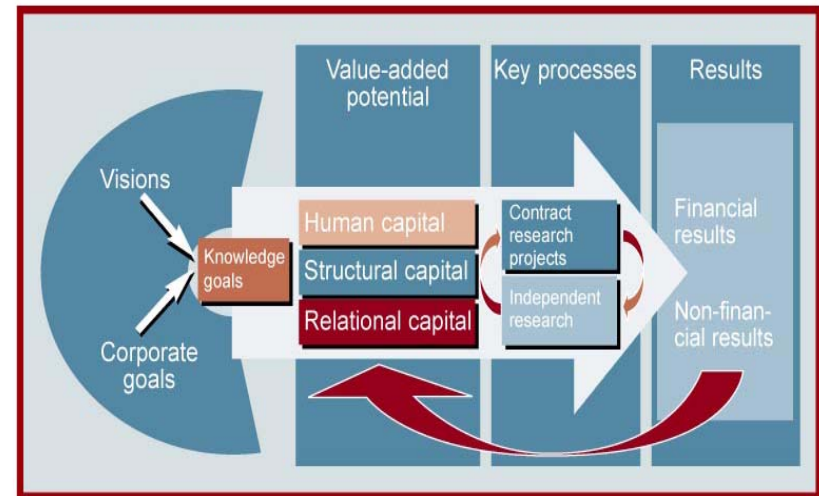 Value-added
potential
Key processes
Results
Visions
Knowledge
goals
Corporate
goals
Human capital
Structural capital
Relational capital
Contract
research
projects
Independent
research
Financial
results
Non-finan-
cial results